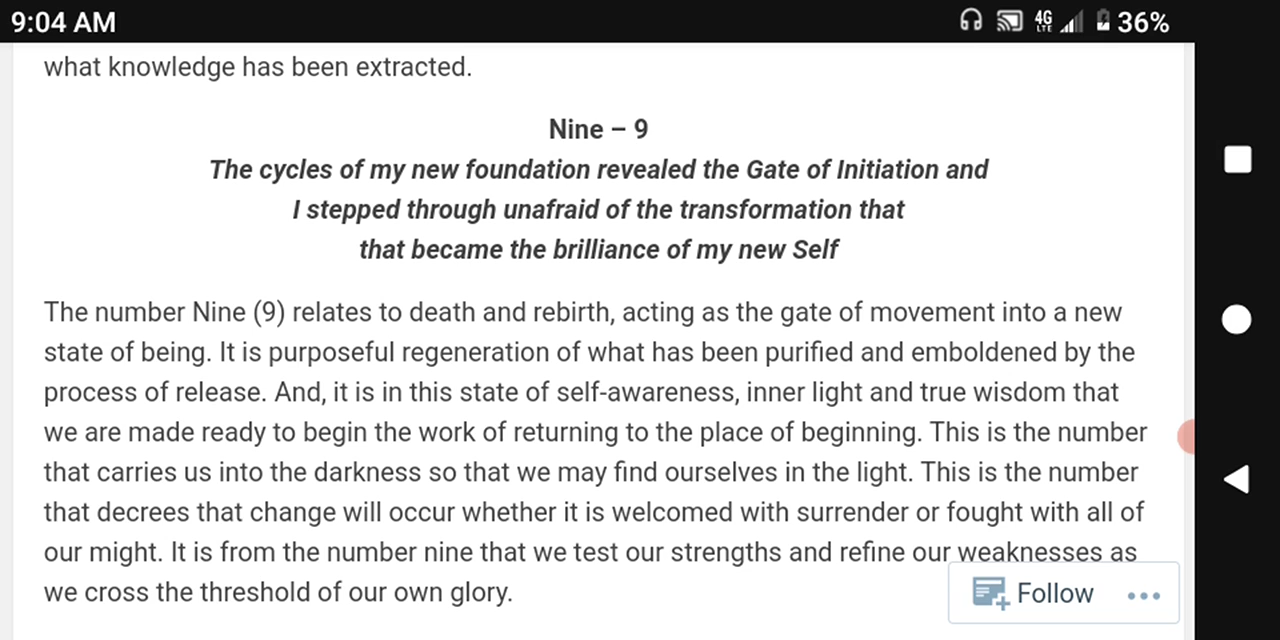 9:04 AM
4G
LTE
36%
what knowledge has been extracted.
Nine – 9
The cycles of my new foundation revealed the Gate of Initiation and
I stepped through unafraid of the transformation that
that became the brilliance of my new Self
The number Nine (9) relates to death and rebirth, acting as the gate of movement into a new
state of being. It is purposeful regeneration of what has been purified and emboldened by the
process of release. And, it is in this state of self-awareness, inner light and true wisdom that
we are made ready to begin the work of returning to the place of beginning. This is the number
that carries us into the darkness so that we may find ourselves in the light. This is the number
that decrees that change will occur whether it is welcomed with surrender or fought with all of
our might. It is from the number nine that we test our strengths and refine our weaknesses as
we cross the threshold of our own glory.
Follow